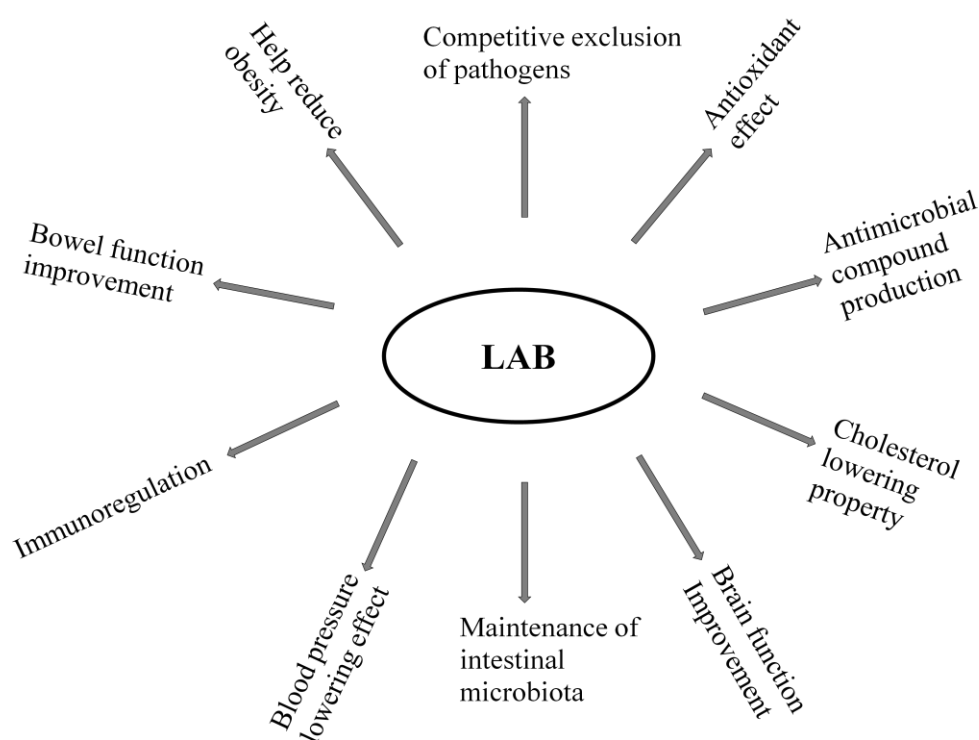 Competitive exclusion
of pathogens
Antioxidant
effect
Antimicrobial
compound
production
Cholesterol
lowering
property
Brain function
Improvement
Maintenance of
intestinal
microbiota
Blood pressure
lowering effect
Immunoregulation
Bowel function
improvement
Help reduce
obesity
LAB